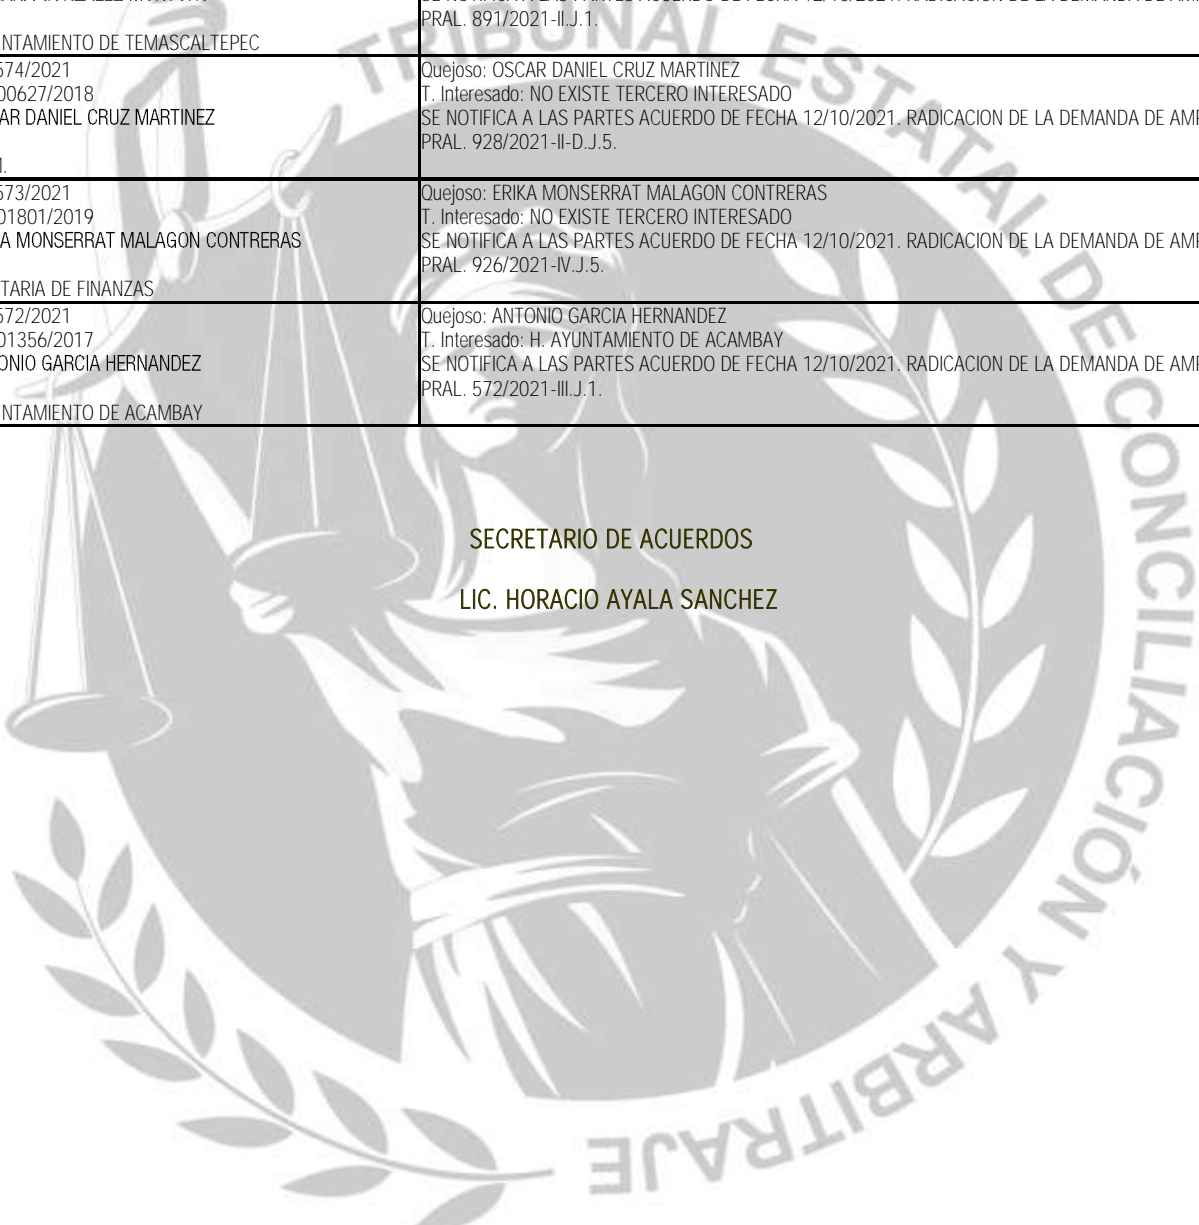 PRAL. 891/2021-II.J.1.
NTAMIENTO DE TEMASCALTEPEC
574/2021
00627/2018
AR DANIEL CRUZ MARTINEZ
M.
Quejoso: OSCAR DANIEL CRUZ MARTINEZ
T. Interesado: NO EXISTE TERCERO INTERESADO
SE NOTIFICA A LAS PARTES ACUERDO DE FECHA 12/10/2021. RADICACION DE LA DEMANDA DE AMP
PRAL. 928/2021-II-D.J.5.
573/2021
01801/2019
A MONSERRAT MALAGON CONTRERAS
TARIA DE FINANZAS
Quejoso: ERIKA MONSERRAT MALAGON CONTRERAS
T. Interesado: NO EXISTE TERCERO INTERESADO
SE NOTIFICA A LAS PARTES ACUERDO DE FECHA 12/10/2021. RADICACION DE LA DEMANDA DE AMP
PRAL. 926/2021-IV.J.5.
572/2021
01356/2017
ONIO GARCIA HERNANDEZ
NTAMIENTO DE ACAMBAY
Quejoso: ANTONIO GARCIA HERNANDEZ
T. Interesado: H. AYUNTAMIENTO DE ACAMBAY
SE NOTIFICA A LAS PARTES ACUERDO DE FECHA 12/10/2021. RADICACION DE LA DEMANDA DE AMP
PRAL. 572/2021-III.J.1.
SECRETARIO DE ACUERDOS
LIC. HORACIO AYALA SANCHEZ
TRIBUNAL ESTATAL DE CONCILIACIÓN Y ARBITRAJE